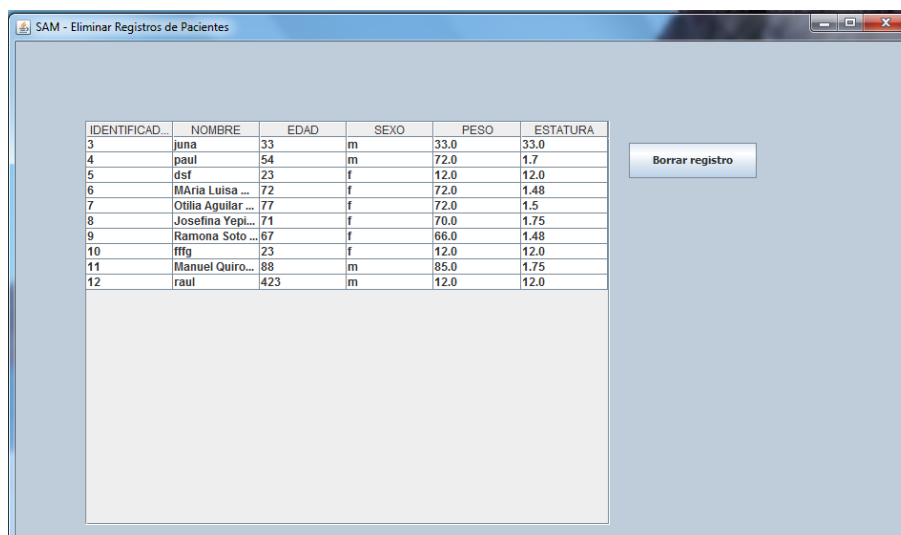 SAM - Eliminar Registros de Pacientes
IDENTIFICAD... NOMBRE EDAD SEXO PESO ESTATURA
3 juna 33 m 33.0 33.0
4 paul 54 m 72.0 1.7
5 dsf 23 f 12.0 12.0
6 MAria Luisa ... 72 f 72.0 1.48
7 Otilia Aguilar ... 77 f 72.0 1.5
8 Josefina Yepi... 71 f 70.0 1.75
9 Ramona Soto ... 67 f 66.0 1.48
10 fffg 23 f 12.0 12.0
11 Manuel Quiro... 88 m 85.0 1.75
12 raul 423 m 12.0 12.0
Borrar registro